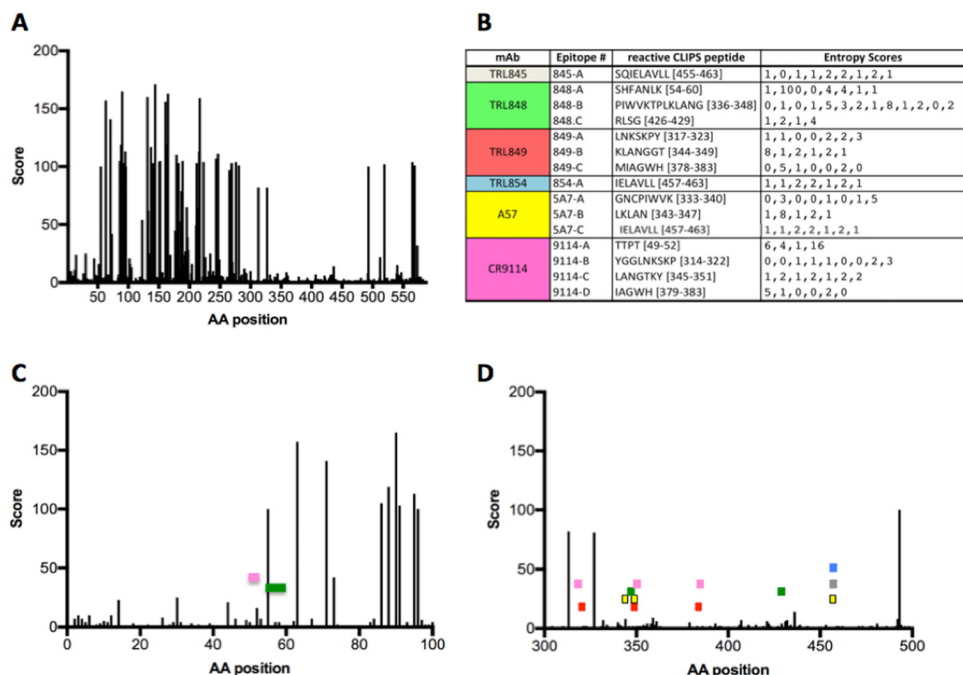 A
Score
200
150
100
50
0
50 100 150 200 250 300 350 400 450 500 550
AA position
B
mAb Epitope # reactive CLIPS peptide Entropy Scores
TRL845 845-A SQIELAVLL [455-463] 1,0,1,1,2,2,1,2,1
TRL848 848-A SHFANLK [54-60] 1,100,0,4,4,1,1
848-B PIWVKTPLKLANG [336-348] 0,1,0,1,5,3,2,1,8,1,2,0,2
848.C RLSG [426-429] 1,2,1,4
TRL849 849-A LNKSKPY [317-323] 1,1,0,0,2,2,3
849-B KLANGGT [344-349] 8,1,2,1,2,1
849-C MIAGWH [378-383] 0,5,1,0,0,2,0
TRL854 854-A IELAVLL [457-463] 1,1,2,2,1,2,1
A57 5A7-A GNCPIWVK [333-340] 0,3,0,0,1,0,1,5
5A7-B LKLAN [343-347] 1,8,1,2,1
5A7-C IELAVLL [457-463] 1,1,2,2,1,2,1
CR9114 9114-A TTPT [49-52] 6,4,1,16
9114-B YGGLNKSKP [314-322] 0,0,1,1,1,0,0,2,3
9114-C LANGTKY [345-351] 1,2,1,2,1,2,2
9114-D IAGWH [379-383] 5,1,0,0,2,0
C
Score
200
150
100
50
0
0 20 40 60 80 100
AA position
D
Score
200
150
100
50
0
300 350 400 450 500
AA position